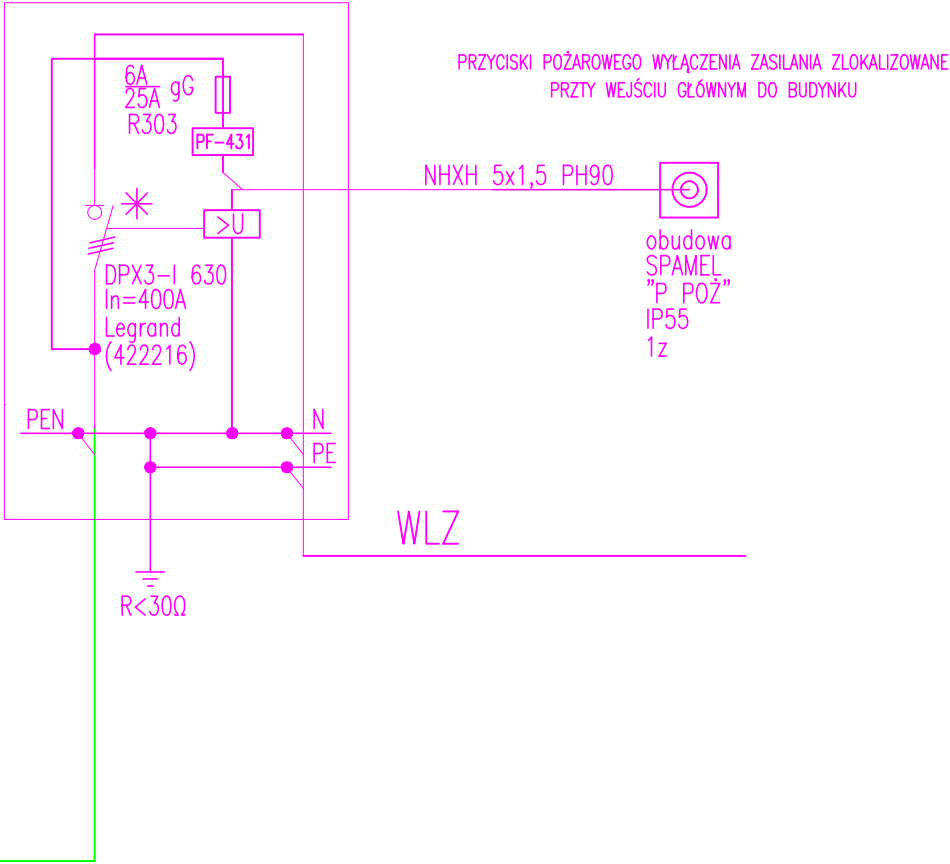 PRZYCISKI POŻAROWEGO WYŁĄCZENIA ZASILANIA ZLOKALIZOWANE
PRZTY WEJŚCIU GŁÓWNYM DO BUDYNKU
6A
25A
gG
R303
PF-431
NHXH 5x1,5 PH90
>U
obudowa
SPAMEL
"P POŻ"
IP55
1z
DPX3-I 630
In=400A
Legrand
(422216)
PEN
N
PE
WLZ
R<30Ω